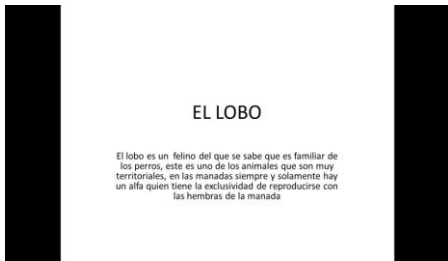 EL LOBO
El lobo es un felino del que se sabe que es familiar de
los perros, este es uno de los animales que son muy
territoriales, en las manadas siempre y solamente hay
un alfa quien tiene la exclusividad de reproducirse con
las hembras de la manada